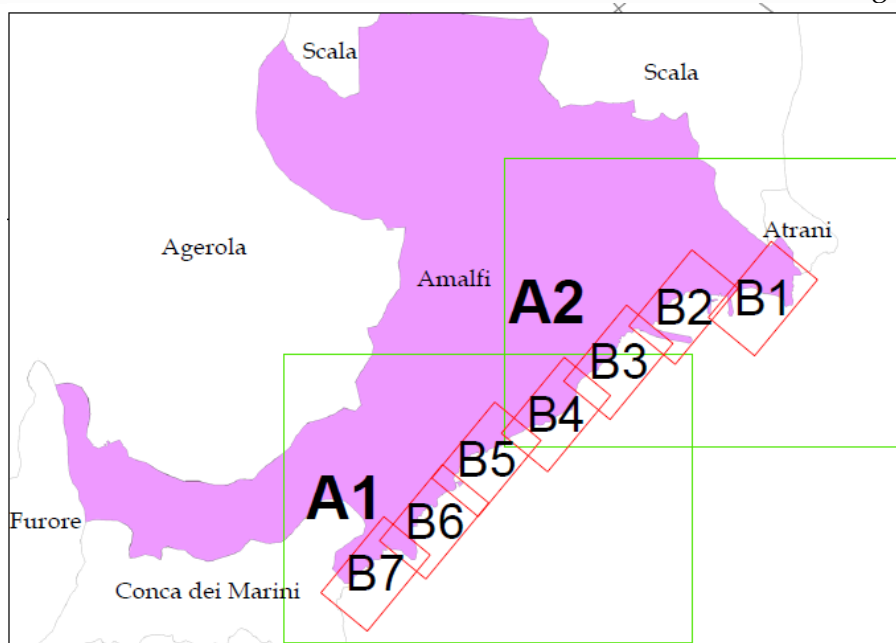 Scala
Scala
Atrani
Agerola
Amalfi
A2
B1
B2
B3
B4
B5
A1
B6
Furore
B7
Conca dei Marini